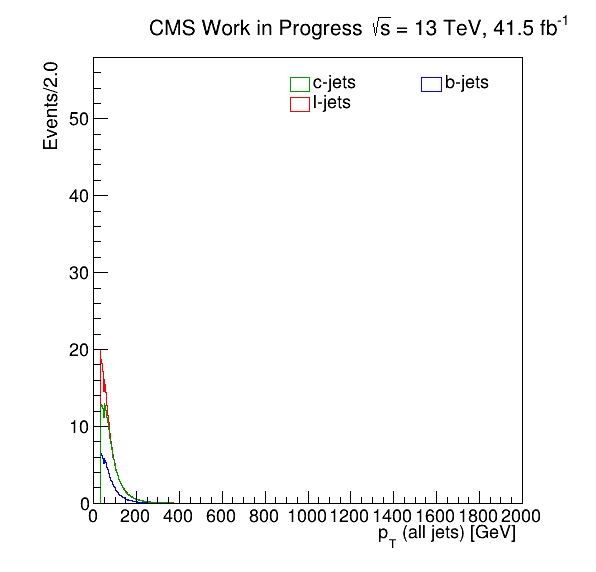 CMS Work in Progress √s = 13 TeV, 41.5 fb⁻¹
Events/2.0
c-jets b-jets
l-jets
50
40
30
20
10
0
0 200 400 600 800 1000 1200 1400 1600 1800 2000
p_T (all jets) [GeV]